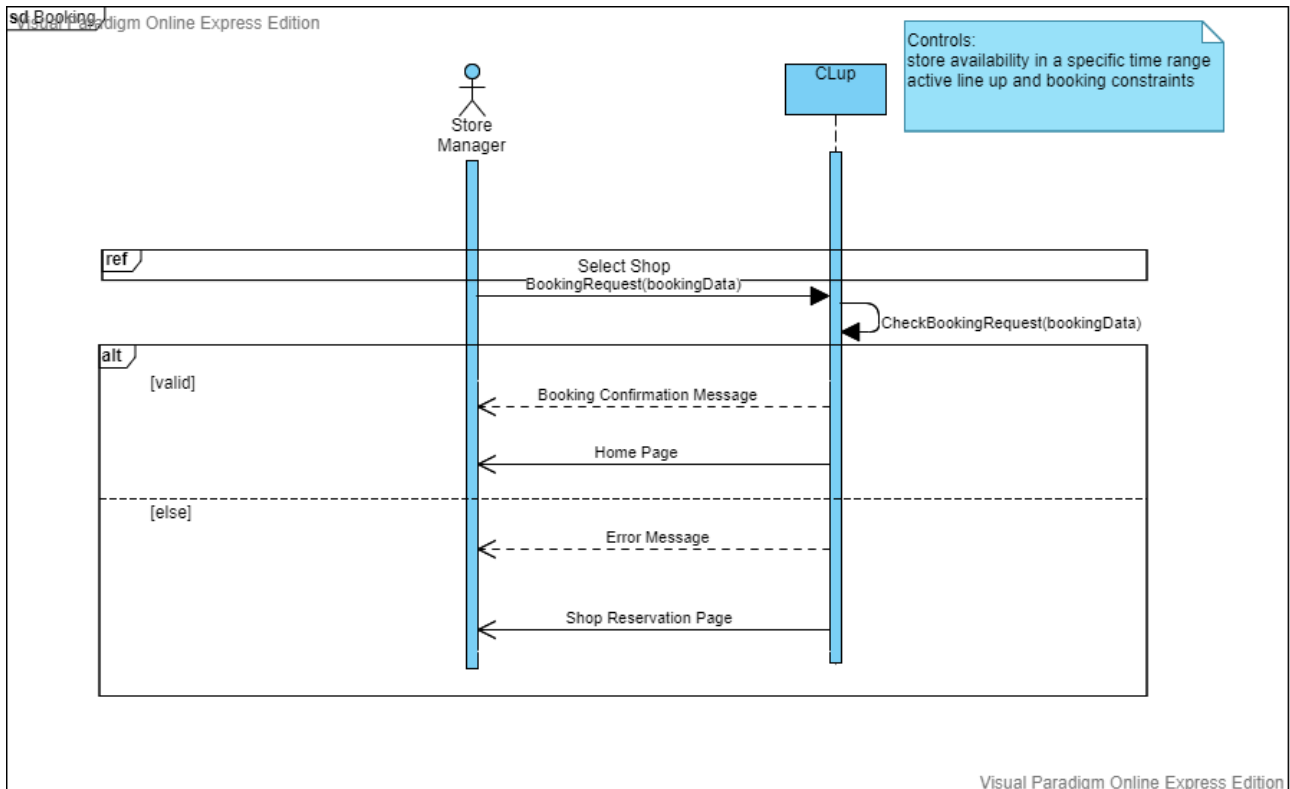 sd Booking
Visual Paradigm Online Express Edition
Controls:
store availability in a specific time range
active line up and booking constraints
CLup
Store
Manager
ref
Select Shop
BookingRequest(bookingData)
CheckBookingRequest(bookingData)
alt
[valid]
Booking Confirmation Message
Home Page
[else]
Error Message
Shop Reservation Page
Visual Paradigm Online Express Edition